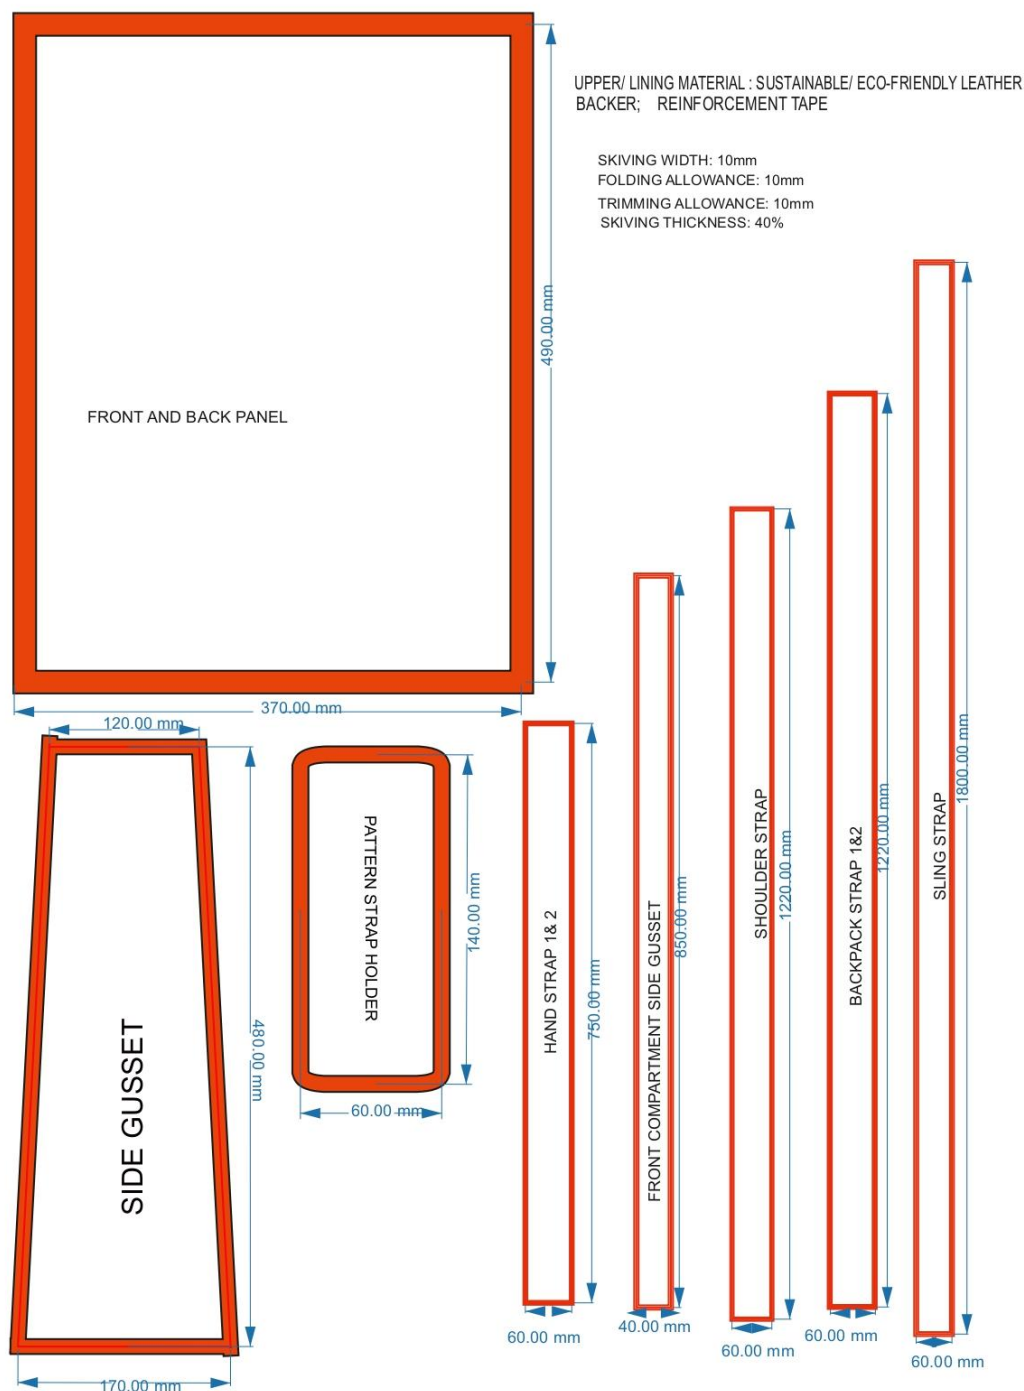 UPPER/ LINING MATERIAL : SUSTAINABLE/ ECO-FRIENDLY LEATHER
BACKER; REINFORCEMENT TAPE
SKIVING WIDTH: 10mm
FOLDING ALLOWANCE: 10mm
TRIMMING ALLOWANCE: 10mm
SKIVING THICKNESS: 40%
FRONT AND BACK PANEL
490.00 mm
370.00 mm
120.00 mm
SIDE GUSSET
480.00 mm
170.00 mm
PATTERN STRAP HOLDER
140.00 mm
60.00 mm
HAND STRAP 1& 2
750.00 mm
60.00 mm
FRONT COMPARTMENT SIDE GUSSET
850.00 mm
40.00 mm
SHOULDER STRAP
1220.00 mm
60.00 mm
BACKPACK STRAP 1&2
1220.00 mm
60.00 mm
SLING STRAP
1800.00 mm
60.00 mm